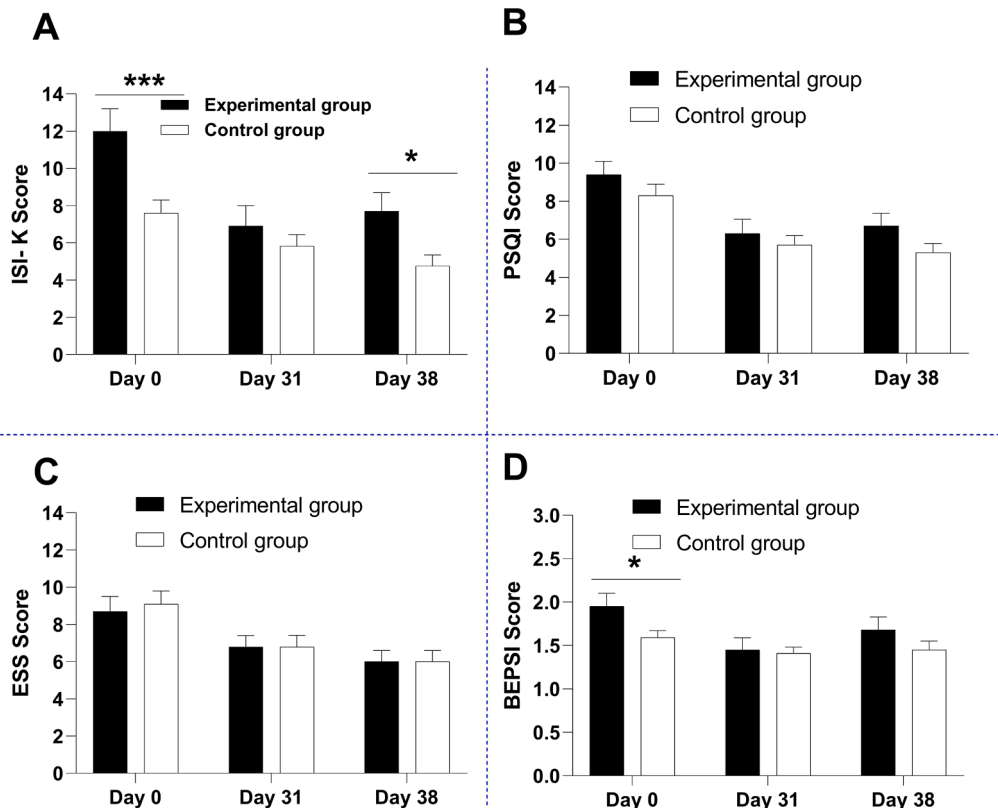 A
***
Experimental group
Control group
*
ISI- K Score
14
12
10
8
6
4
2
0
Day 0 Day 31 Day 38
B
Experimental group
Control group
PSQI Score
14
12
10
8
6
4
2
0
Day 0 Day 31 Day 38
C
Experimental group
Control group
ESS Score
14
12
10
8
6
4
2
0
Day 0 Day 31 Day 38
D
Experimental group
Control group
*
BEPSI Score
3.0
2.5
2.0
1.5
1.0
0.5
0.0
Day 0 Day 31 Day 38